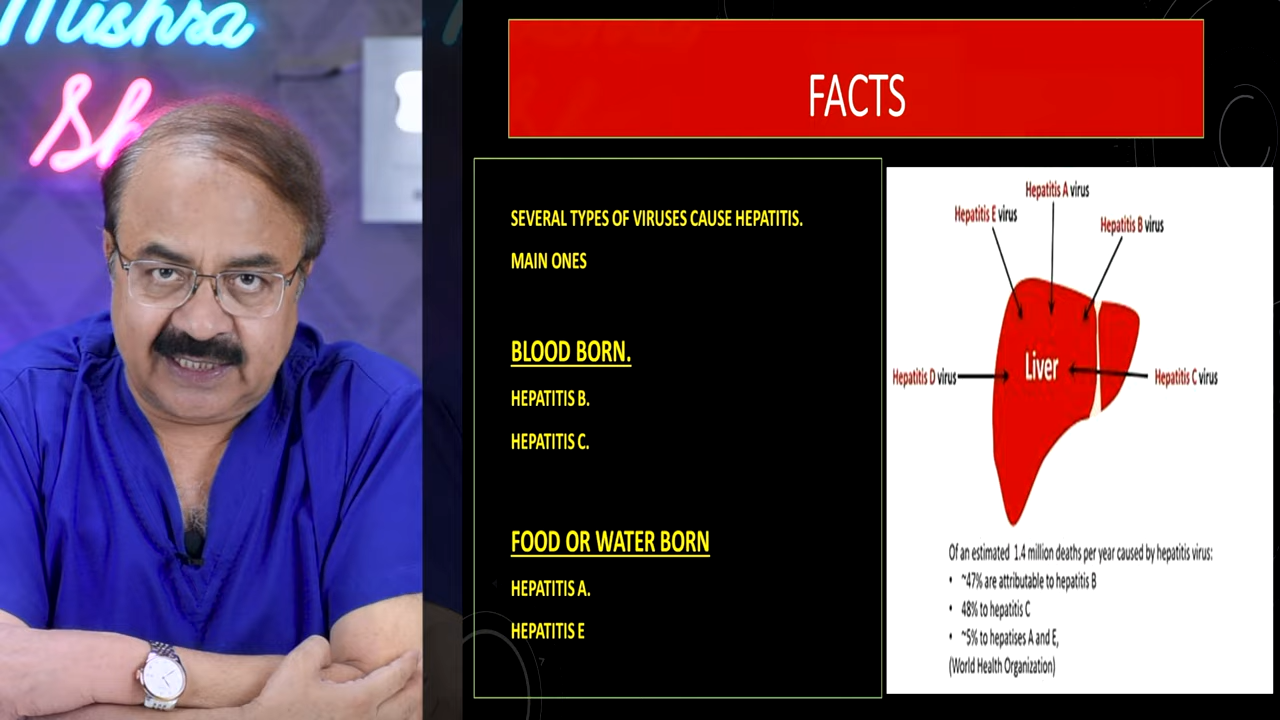 Mishra
Sh
FACTS
SEVERAL TYPES OF VIRUSES CAUSE HEPATITIS.
MAIN ONES
BLOOD BORN.
HEPATITIS B.
HEPATITIS C.
FOOD OR WATER BORN
HEPATITIS A.
HEPATITIS E
Hepatitis A virus
Hepatitis E virus
Hepatitis B virus
Liver
Hepatitis D virus
Hepatitis C virus
Of an estimated 1.4 million deaths per year caused by hepatitis virus:
• ~47% are attributable to hepatitis B
• 48% to hepatitis C
• ~5% to hepatises A and E,
(World Health Organization)